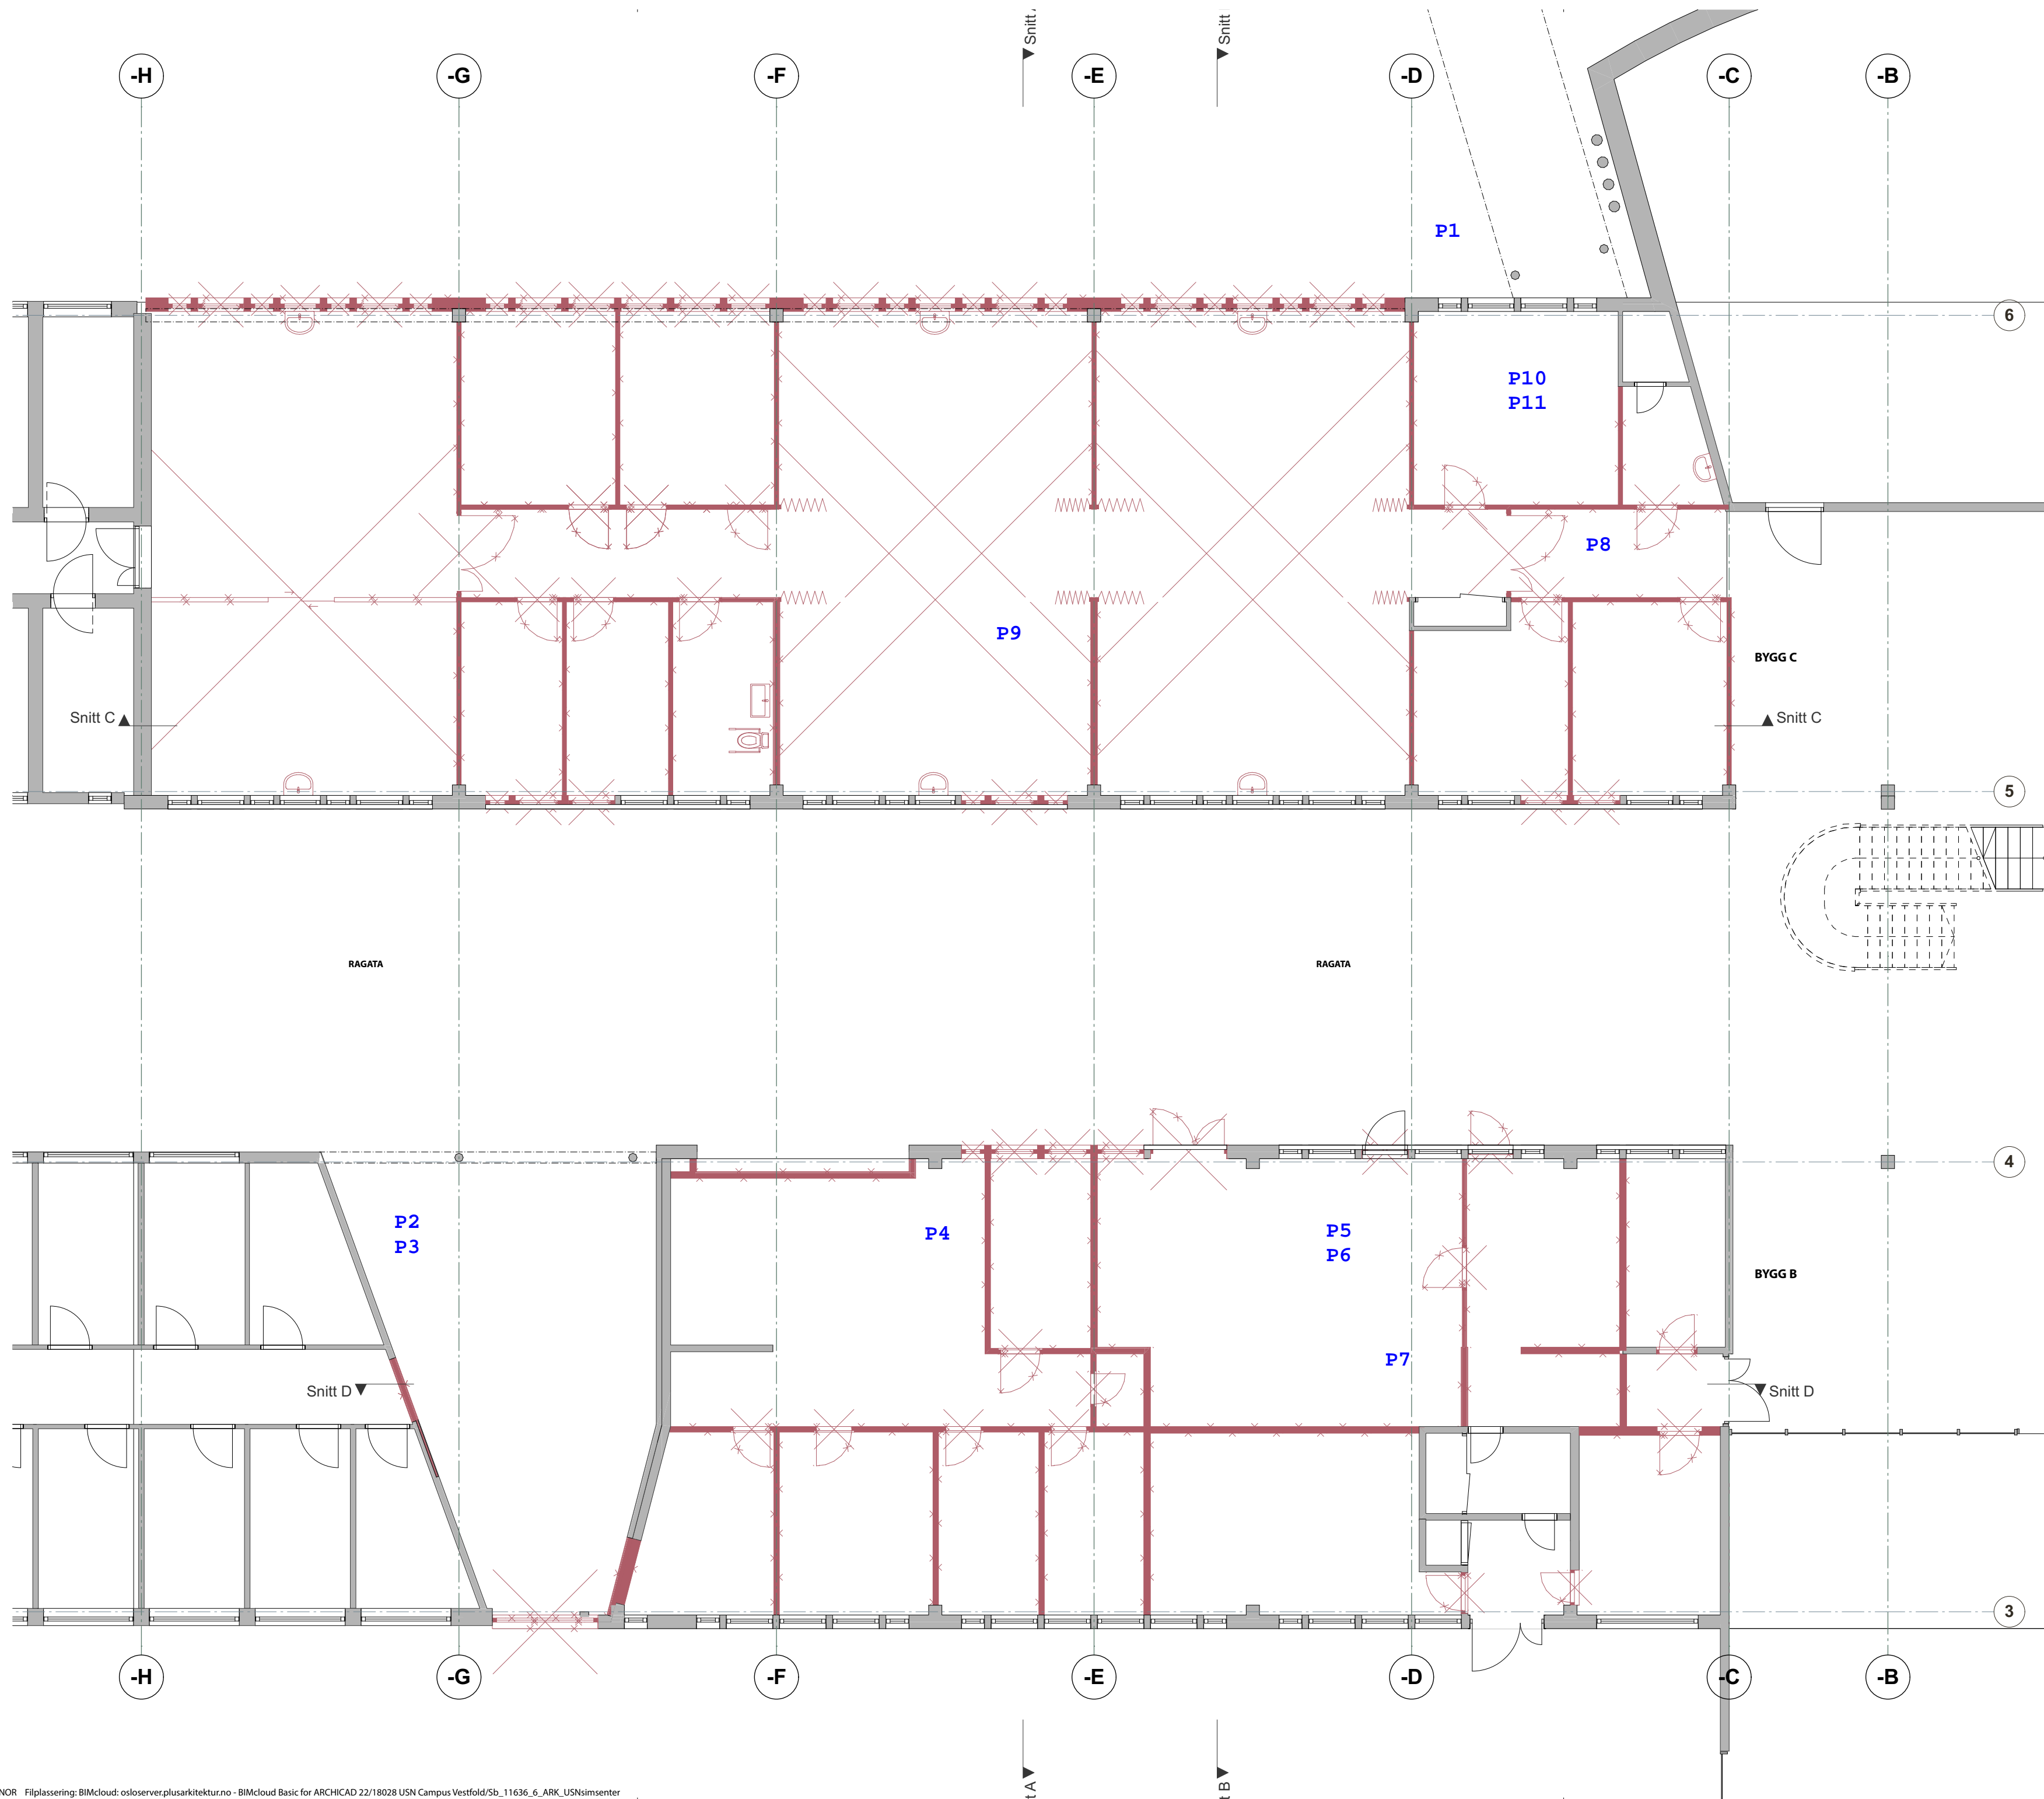 Snitt
Snitt
-H
-G
-F
-E
-D
-C
-B
P1
6
P10
P11
P8
P9
BYGG C
Snitt C
Snitt C
5
RAGATA
RAGATA
4
P2
P3
P4
P5
P6
BYGG B
P7
Snitt D
Snitt D
3
-H
-G
-F
-E
-D
-C
-B
t A
t B
NOR Filplassering: BIMcloud: osloserver.plusarkitektur.no - BIMcloud Basic for ARCHICAD 22/18028 USN Campus Vestfold/Sb_11636_6_ARK_USNsimsenter